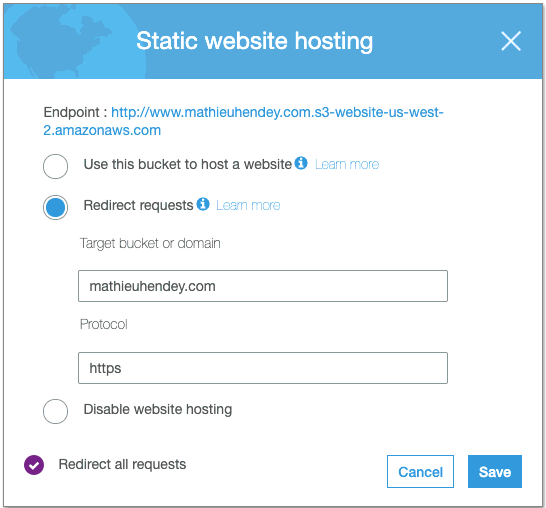 Static website hosting
Endpoint : http://www.mathieuhendey.com.s3-website-us-west-
2.amazonaws.com
Use this bucket to host a website Learn more
Redirect requests Learn more
Target bucket or domain
mathieuhendey.com
Protocol
https
Disable website hosting
Redirect all requests
Cancel Save